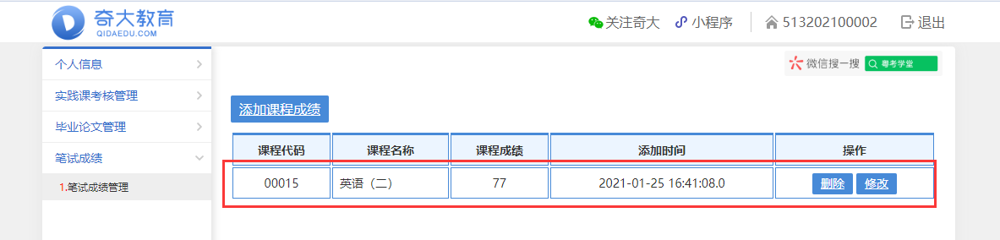 奇大教育
QIDAEDU.COM
关注奇大 小程序 513202100002 退出
微信搜一搜 粤考学堂
个人信息
实践课考核管理
毕业论文管理
笔试成绩
1.笔试成绩管理
添加课程成绩
课程代码 课程名称 课程成绩 添加时间 操作
00015 英语（二） 77 2021-01-25 16:41:08.0 删除 修改